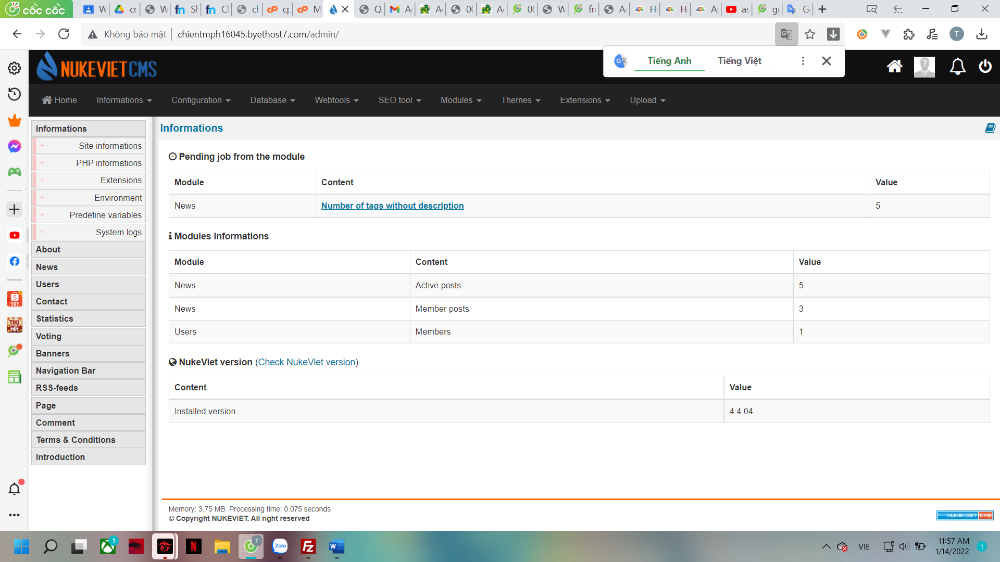 cốc cốc
Không bảo mật
chientmph16045.byethost7.com/admin/
Tiếng Anh
Tiếng Việt
NUKEVIET CMS
Home
Informations
Configuration
Database
Webtools
SEO tool
Modules
Themes
Extensions
Upload
Informations
Site informations
PHP informations
Extensions
Environment
Predefine variables
System logs
About
News
Users
Contact
Statistics
Voting
Banners
Navigation Bar
RSS-feeds
Page
Comment
Terms & Conditions
Introduction
Informations
Pending job from the module
Module Content Value
News Number of tags without description 5
Modules Informations
Module Content Value
News Active posts 5
News Member posts 3
Users Members 1
NukeViet version (Check NukeViet version)
Content Value
Installed version 4.4.04
Memory: 3.75 MB. Processing time: 0.075 seconds
© Copyright NUKEVIET. All right reserved
NUKEVIET CMS
VIE
11:57 AM
1/14/2022
1